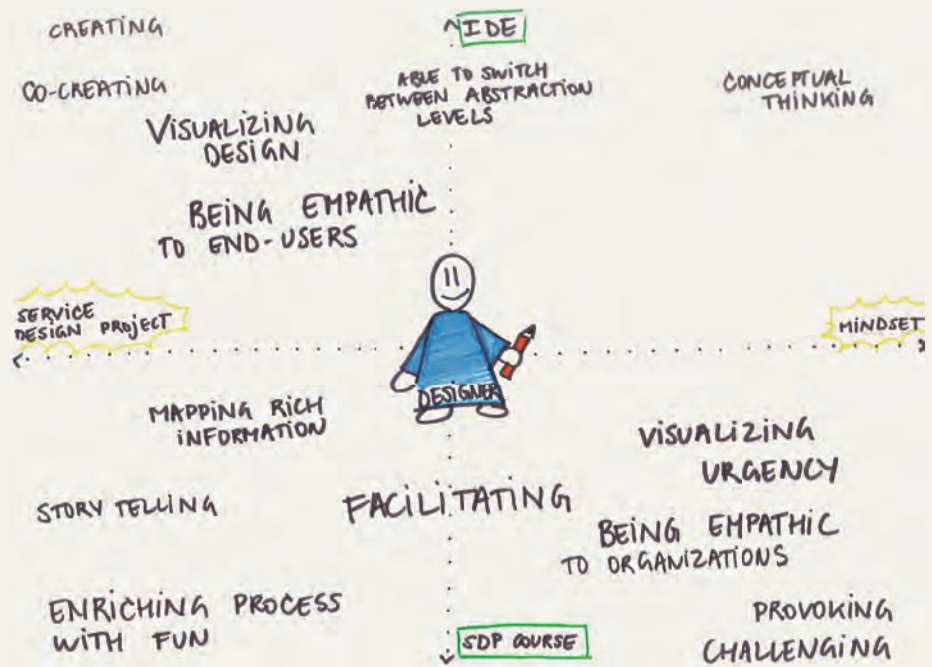 CREATING
IDE
CO-CREATING
ABLE TO SWITCH
BETWEEN ABSTRACTION
LEVELS
CONCEPTUAL
THINKING
VISUALIZING
DESIGN
BEING EMPATHIC
TO END-USERS
SERVICE
DESIGN PROJECT
MINDSET
DESIGNER
MAPPING RICH
INFORMATION
VISUALIZING
URGENCY
STORY TELLING
FACILITATING
BEING EMPATHIC
TO ORGANIZATIONS
ENRICHING PROCESS
WITH FUN
SDP COURSE
PROVOKING
CHALLENGING